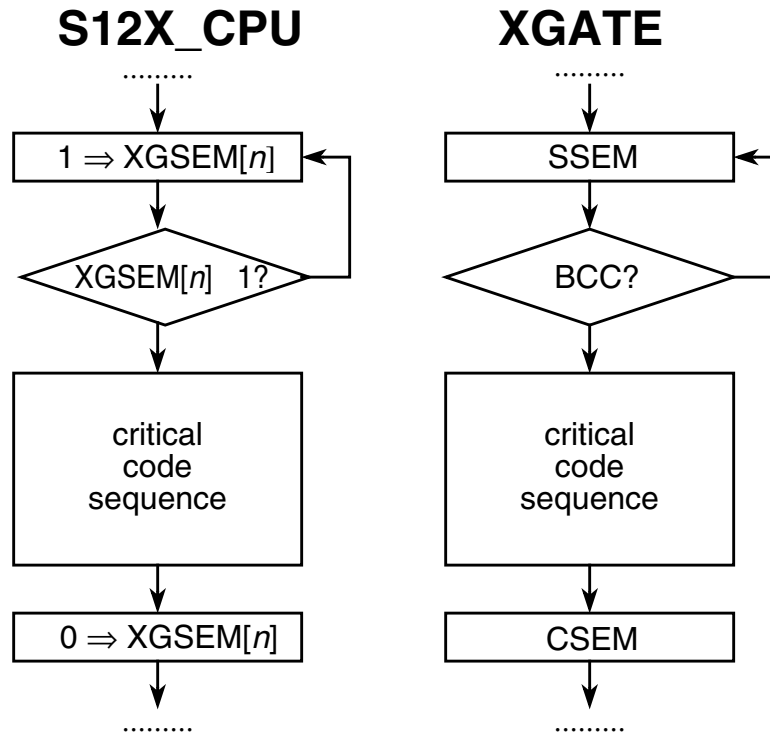 S12X_CPU
.........
1 ⇒ XGSEM[n]
XGSEM[n] 1?
critical
code
sequence
0 ⇒ XGSEM[n]
.........
XGATE
.........
SSEM
BCC?
critical
code
sequence
CSEM
.........